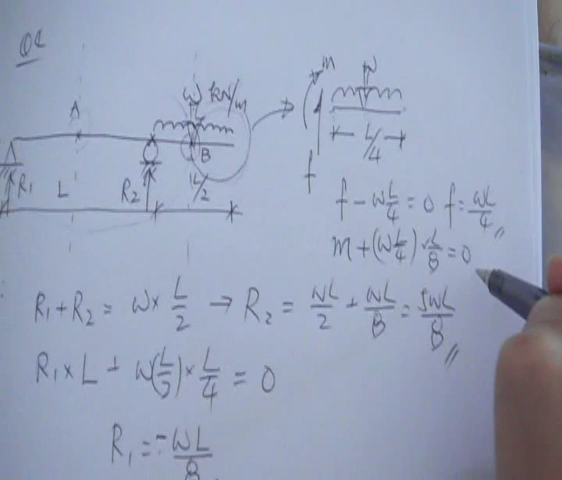 Q6
A
W kN/m
B
R₁
L
R₂
L/2
m
W
L/4
f
f - wL/4 = 0 f = wL/4 //
m + (wL/4) × L/8 = 0
R₁ + R₂ = w × L/2 → R₂ = wL/2 + wL/8 = 5wL/8 //
R₁ × L + w(L/2) × L/4 = 0
R₁ = - wL/8